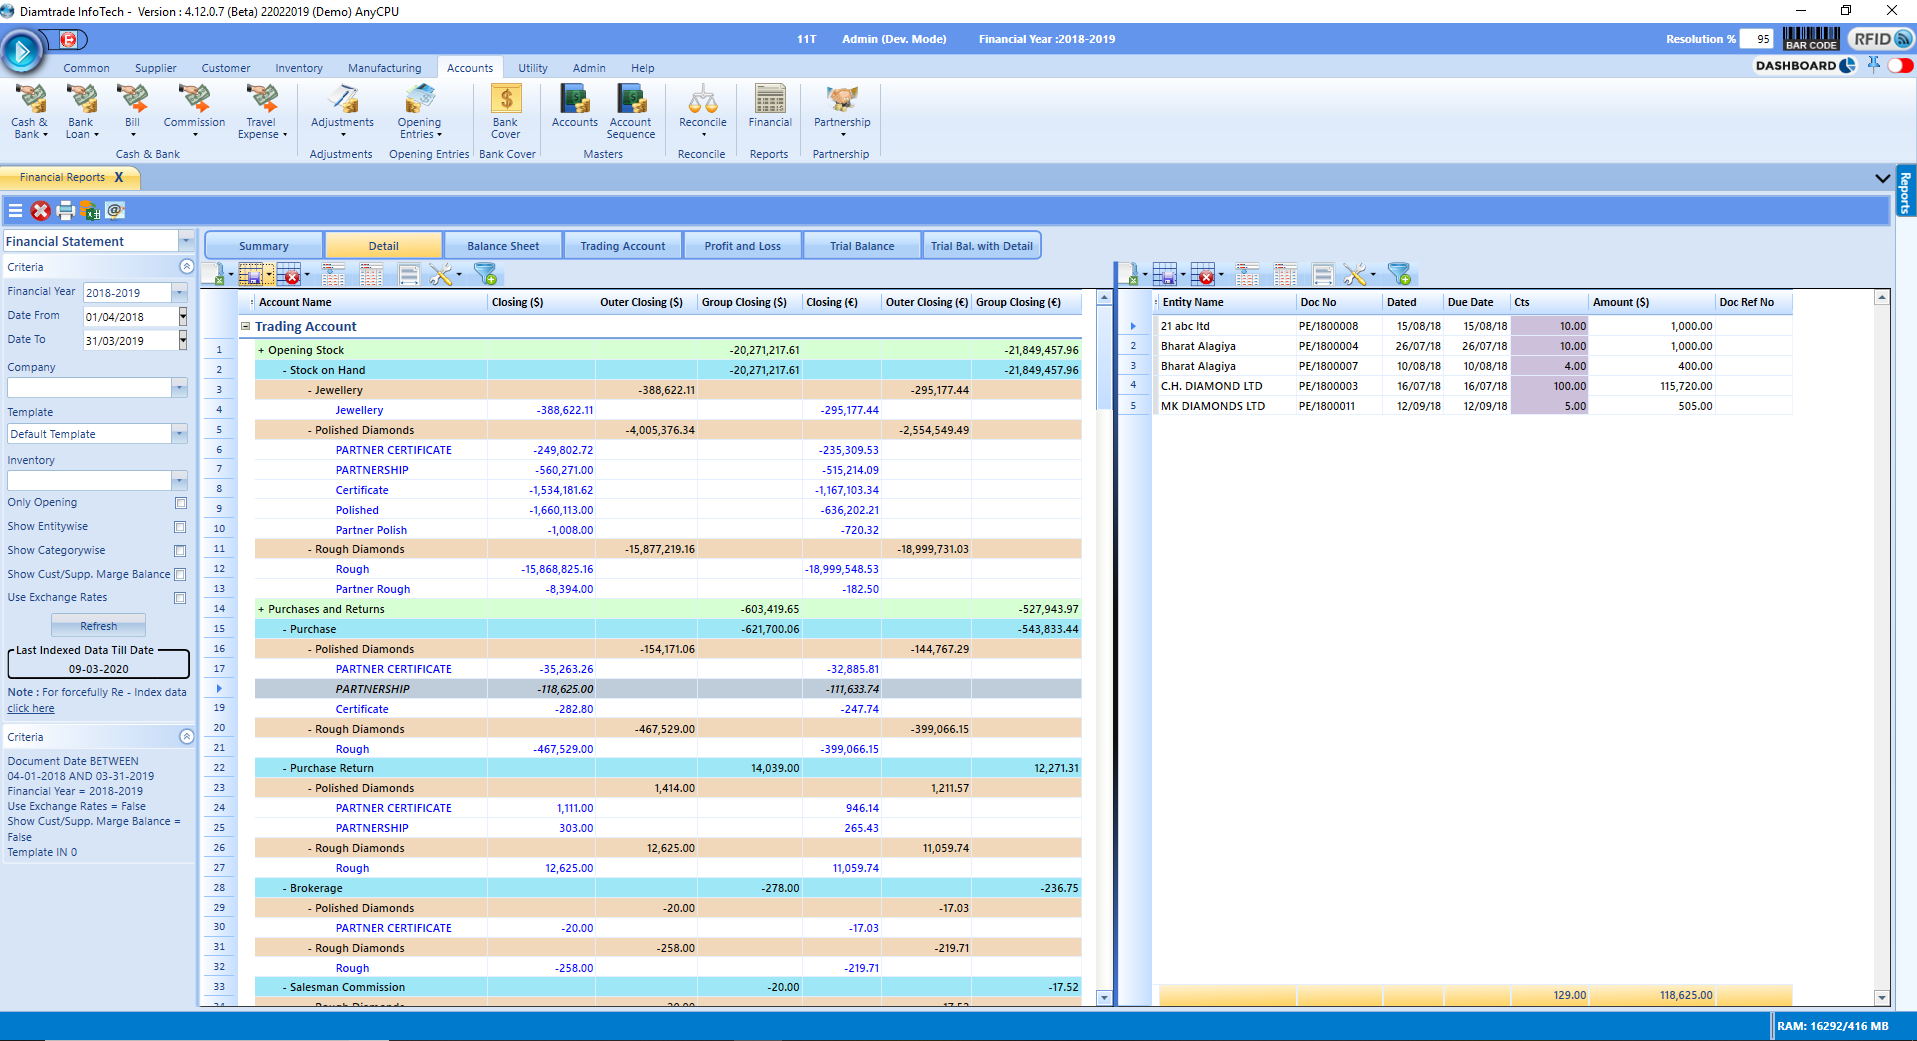 Diamtrade InfoTech -  Version : 4.12.0.7 (Beta) 22022019 (Demo) AnyCPU
11T Admin (Dev. Mode) Financial Year :2018-2019 Resolution % 95 BAR CODE RFID
Common Supplier Customer Inventory Manufacturing Accounts Utility Admin Help DASHBOARD
Cash & Bank Bank Loan Bill Commission Travel Expense Adjustments Opening Entries Bank Cover Accounts Account Sequence Reconcile Financial Partnership
Cash & Bank Adjustments Opening Entries Bank Cover Masters Reconcile Reports Partnership
Financial Reports X
Reports
Financial Statement
Criteria
Financial Year 2018-2019
Date From 01/04/2018
Date To 31/03/2019
Company
Template
Default Template
Inventory
Only Opening
Show Entitywise
Show Categorywise
Show Cust/Supp. Marge Balance
Use Exchange Rates
Refresh
Last Indexed Data Till Date
09-03-2020
Note : For forcefully Re - Index data
click here
Criteria
Document Date BETWEEN
04-01-2018 AND 03-31-2019
Financial Year = 2018-2019
Use Exchange Rates = False
Show Cust/Supp. Marge Balance =
False
Template IN 0
Summary Detail Balance Sheet Trading Account Profit and Loss Trial Balance Trial Bal. with Detail
Account Name Closing ($) Outer Closing ($) Group Closing ($) Closing (€) Outer Closing (€) Group Closing (€)
Trading Account
1 + Opening Stock -20,271,217.61 -21,849,457.96
2 - Stock on Hand -20,271,217.61 -21,849,457.96
3 - Jewellery -388,622.11 -295,177.44
4 Jewellery -388,622.11 -295,177.44
5 - Polished Diamonds -4,005,376.34 -2,554,549.49
6 PARTNER CERTIFICATE -249,802.72 -235,309.53
7 PARTNERSHIP -560,271.00 -515,214.09
8 Certificate -1,534,181.62 -1,167,103.34
9 Polished -1,660,113.00 -636,202.21
10 Partner Polish -1,008.00 -720.32
11 - Rough Diamonds -15,877,219.16 -18,999,731.03
12 Rough -15,868,825.16 -18,999,548.53
13 Partner Rough -8,394.00 -182.50
14 + Purchases and Returns -603,419.65 -527,943.97
15 - Purchase -621,700.06 -543,833.44
16 - Polished Diamonds -154,171.06 -144,767.29
17 PARTNER CERTIFICATE -35,263.26 -32,885.81
PARTNERSHIP -118,625.00 -111,633.74
19 Certificate -282.80 -247.74
20 - Rough Diamonds -467,529.00 -399,066.15
21 Rough -467,529.00 -399,066.15
22 - Purchase Return 14,039.00 12,271.31
23 - Polished Diamonds 1,414.00 1,211.57
24 PARTNER CERTIFICATE 1,111.00 946.14
25 PARTNERSHIP 303.00 265.43
26 - Rough Diamonds 12,625.00 11,059.74
27 Rough 12,625.00 11,059.74
28 - Brokerage -278.00 -236.75
29 - Polished Diamonds -20.00 -17.03
30 PARTNER CERTIFICATE -20.00 -17.03
31 - Rough Diamonds -258.00 -219.71
32 Rough -258.00 -219.71
33 - Salesman Commission -20.00 -17.52
Entity Name Doc No Dated Due Date Cts Amount ($) Doc Ref No
21 abc ltd PE/1800008 15/08/18 15/08/18 10.00 1,000.00
2 Bharat Alagiya PE/1800004 26/07/18 26/07/18 10.00 1,000.00
3 Bharat Alagiya PE/1800007 10/08/18 10/08/18 4.00 400.00
4 C.H. DIAMOND LTD PE/1800003 16/07/18 16/07/18 100.00 115,720.00
5 MK DIAMONDS LTD PE/1800011 12/09/18 12/09/18 5.00 505.00
129.00 118,625.00
RAM: 16292/416 MB